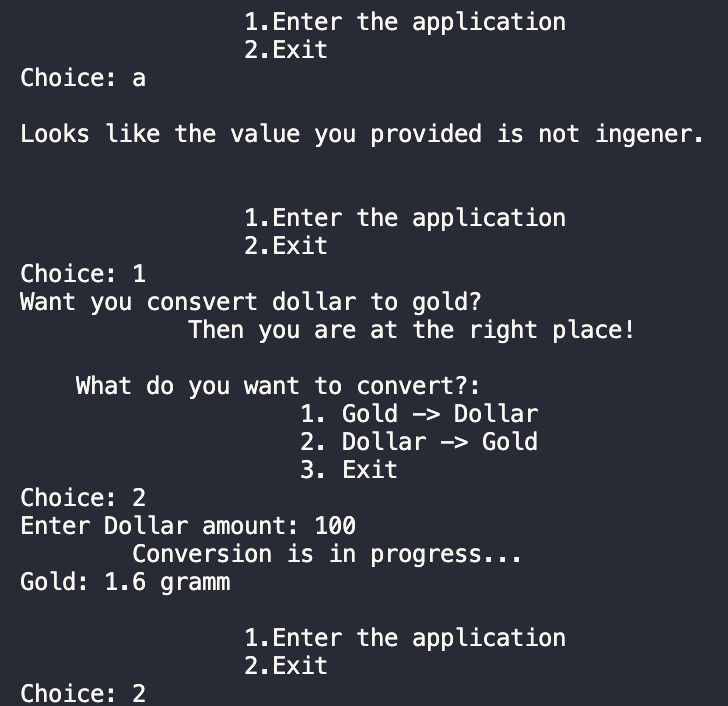 1.Enter the application
2.Exit
Choice: a
Looks like the value you provided is not ingener.
1.Enter the application
2.Exit
Choice: 1
Want you consvert dollar to gold?
Then you are at the right place!
What do you want to convert?:
1. Gold -> Dollar
2. Dollar -> Gold
3. Exit
Choice: 2
Enter Dollar amount: 100
Conversion is in progress...
Gold: 1.6 gramm
1.Enter the application
2.Exit
Choice: 2